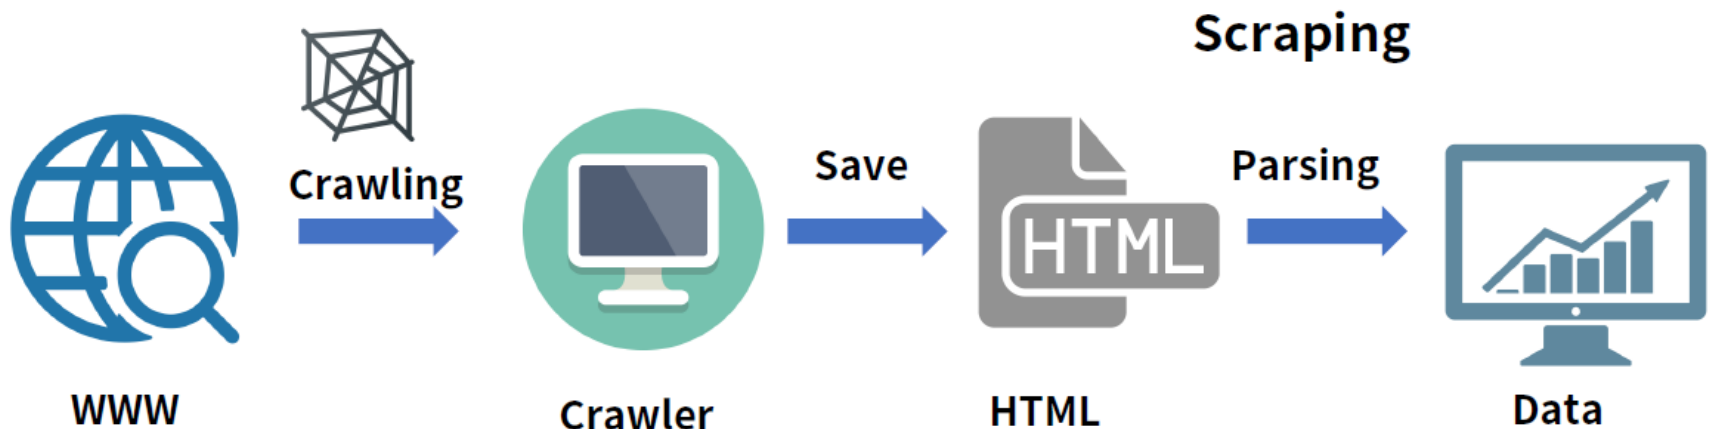 Scraping
Crawling
Save
Parsing
HTML
WWW
Crawler
HTML
Data